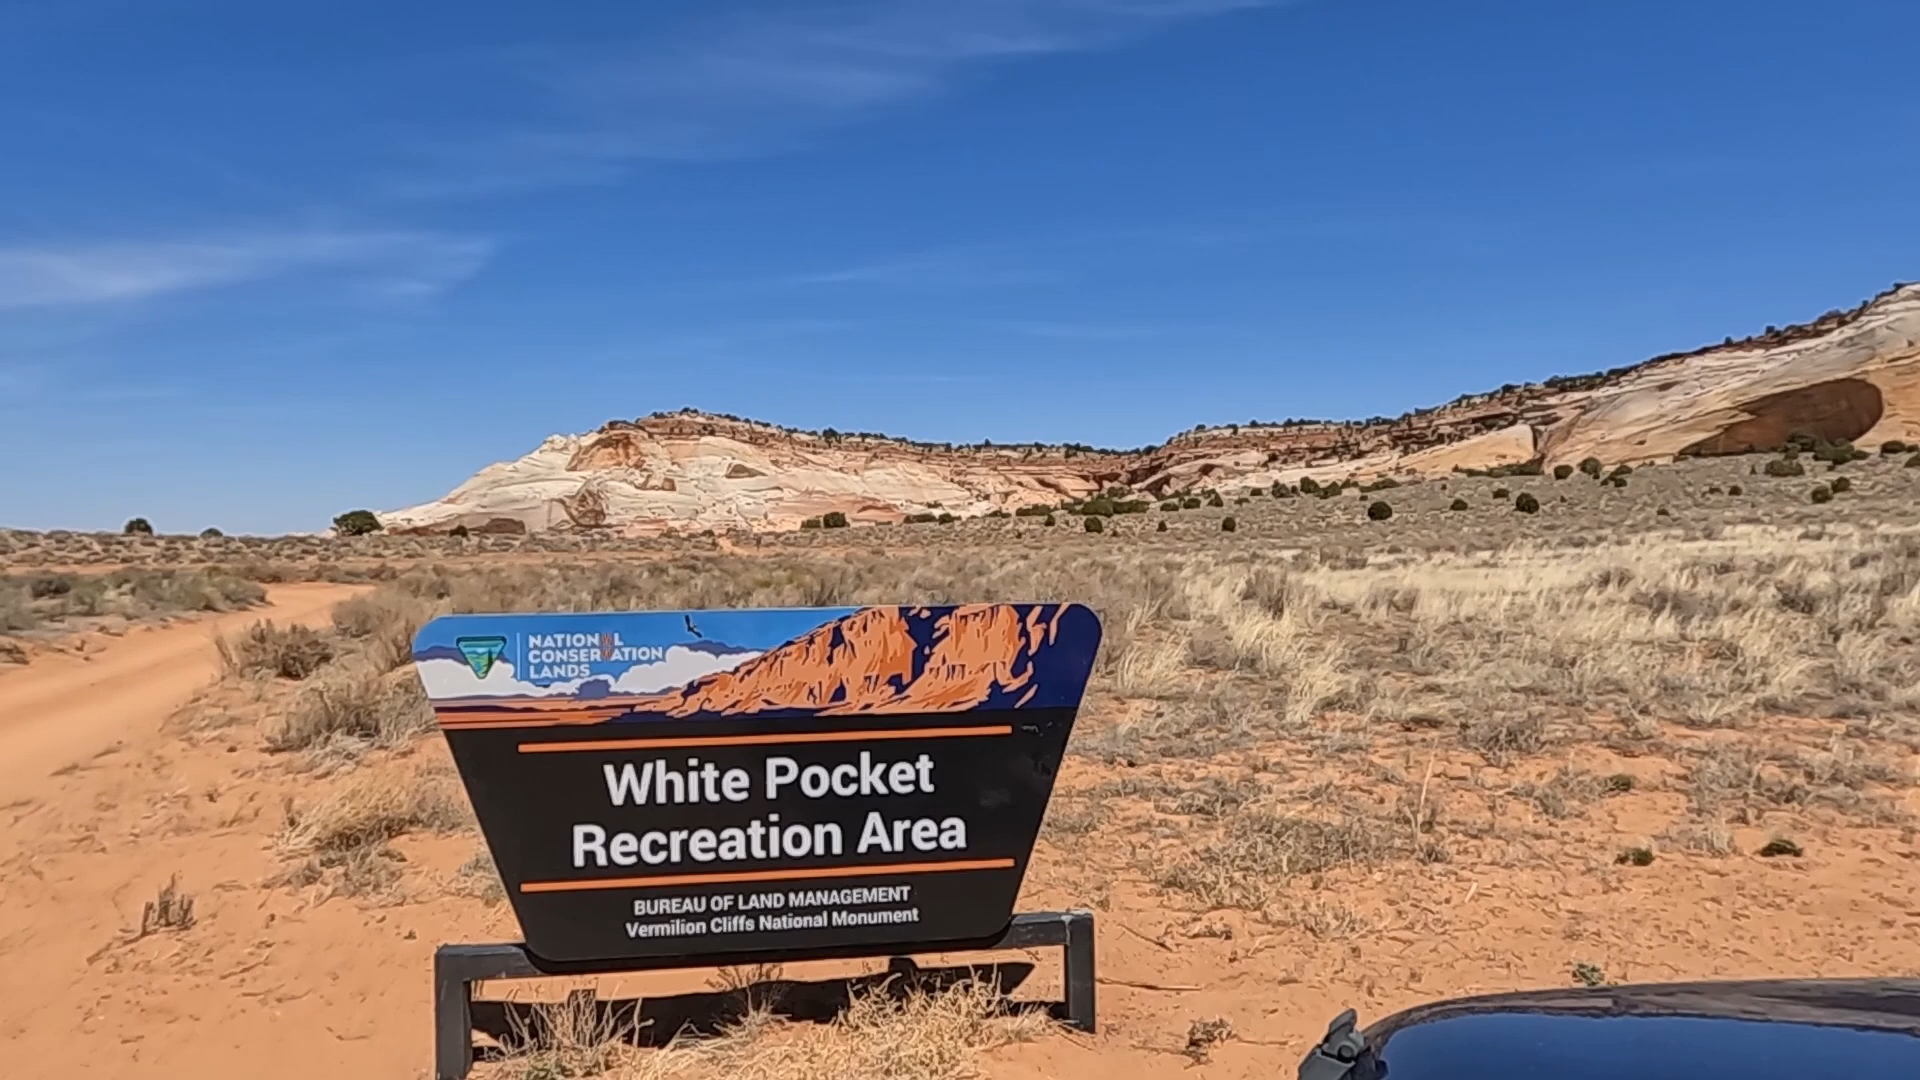 NATIONAL
CONSERVATION
LANDS
White Pocket
Recreation Area
BUREAU OF LAND MANAGEMENT
Vermilion Cliffs National Monument